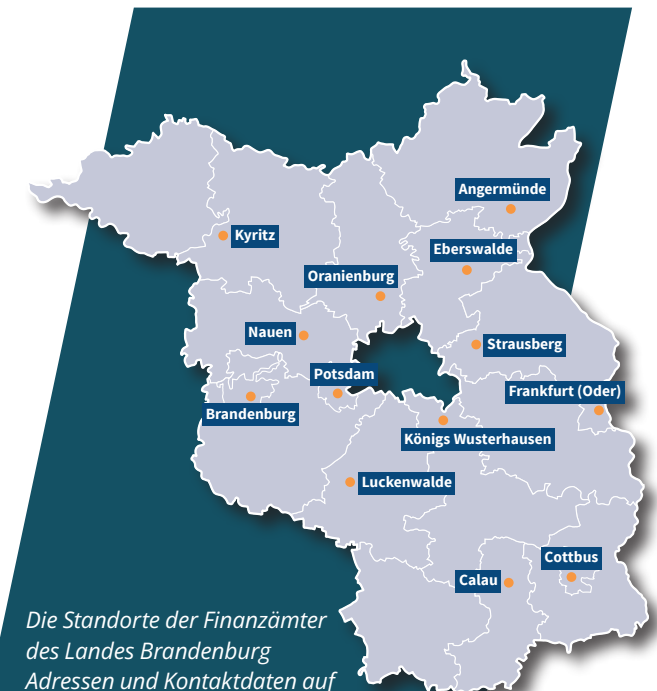 Angermünde
Kyritz
Eberswalde
Oranienburg
Nauen
Strausberg
Potsdam
Frankfurt (Oder)
Brandenburg
Königs Wusterhausen
Luckenwalde
Cottbus
Calau
Die Standorte der Finanzämter
des Landes Brandenburg
Adressen und Kontaktdaten auf